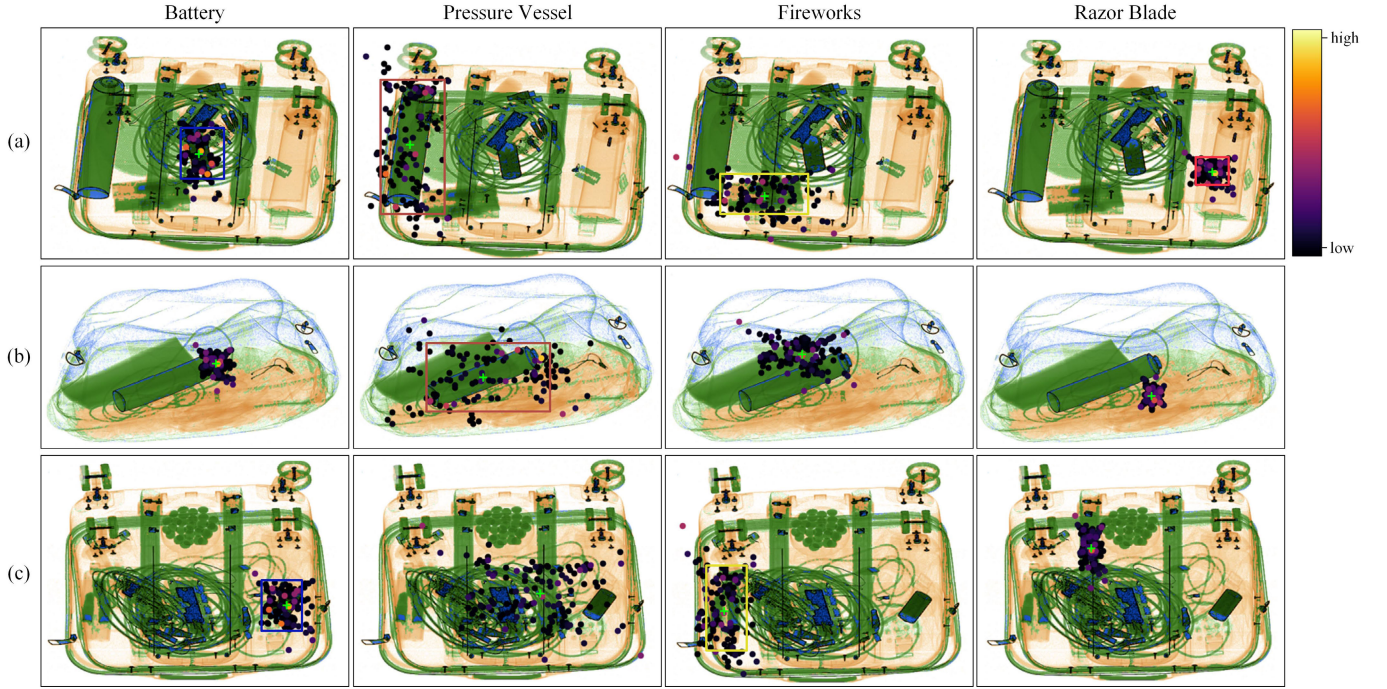 Battery Pressure Vessel Fireworks Razor Blade
high
(a)
low
(b)
(c)